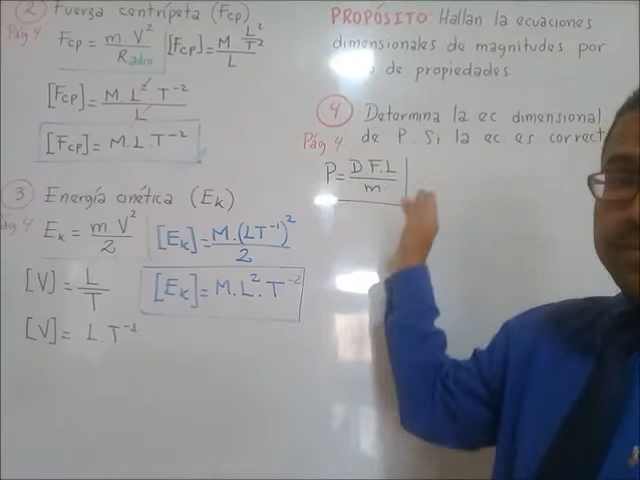 2 Fuerza centrípeta (Fcp)
Pág 4
Fcp = m.V² / Radio [Fcp] = M. L²/T² / L
[Fcp] = M.L².T⁻² / L
[Fcp] = M.L.T⁻²
3 Energía cinética (Ek)
Ek = m V² / 2 [Ek] = M.(LT⁻¹)² / 2
[V] = L / T [Ek] = M.L².T⁻²
[V] = L.T⁻¹
PROPÓSITO: Hallan la ecuaciones
dimensionales de magnitudes por
de propiedades
4 Determina la ec dimensional
Pág 4 de P. Si la ec. es correct
P = D.F.L / m